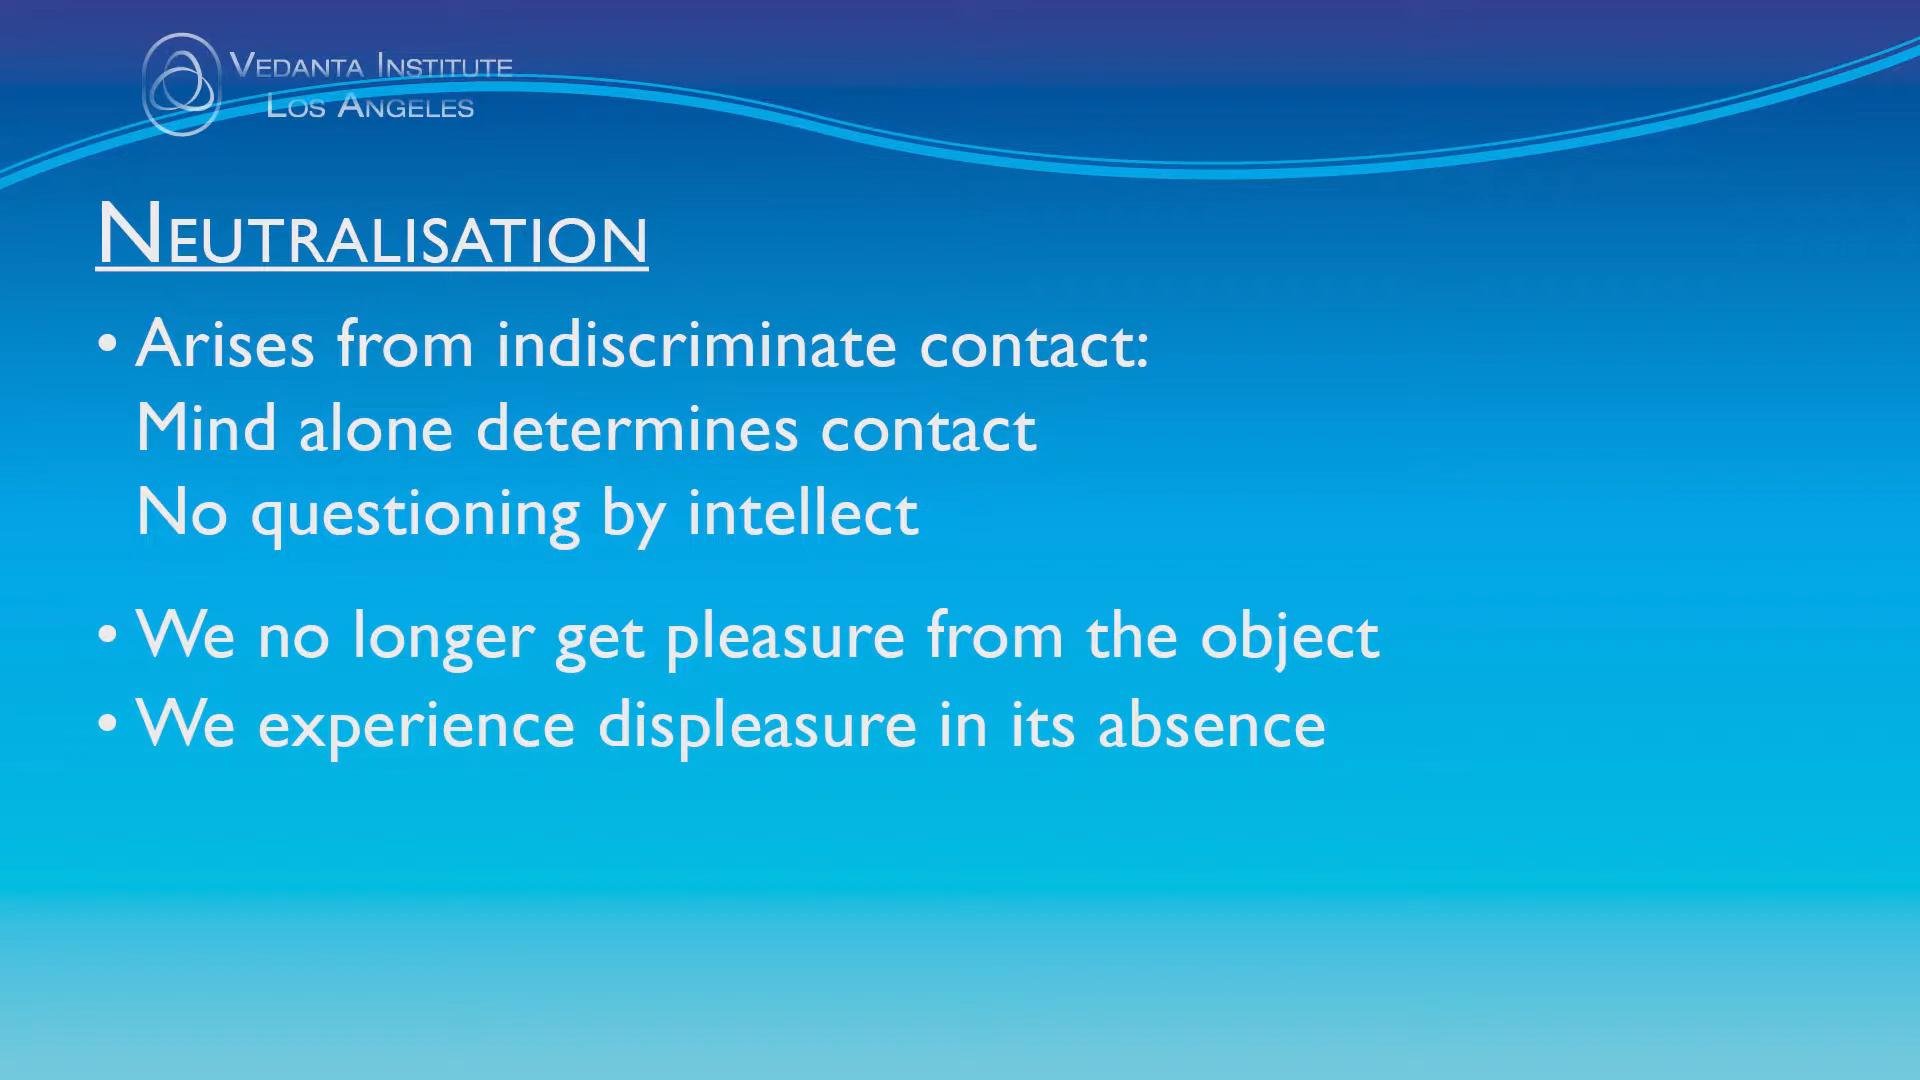 Vedanta Institute
Los Angeles
Neutralisation
• Arises from indiscriminate contact:
Mind alone determines contact
No questioning by intellect
• We no longer get pleasure from the object
• We experience displeasure in its absence